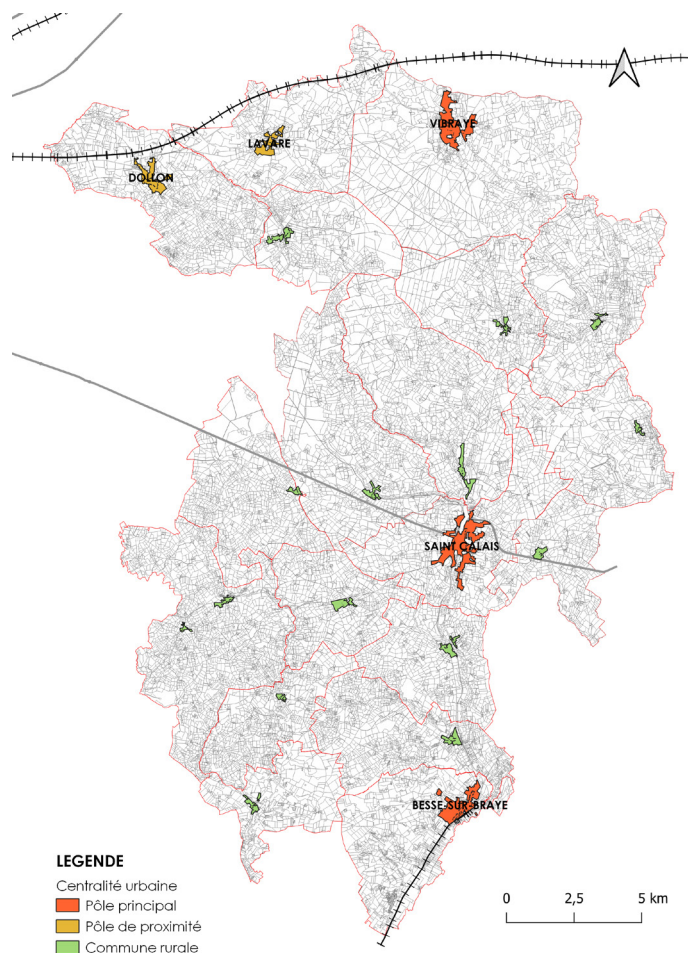 VIBRAYE
LAVARE
DOLLON
SAINT CALAIS
BESSE-SUR-BRAYE
LEGENDE
Centralité urbaine
Pôle principal
Pôle de proximité
Commune rurale
0 2,5 5 km